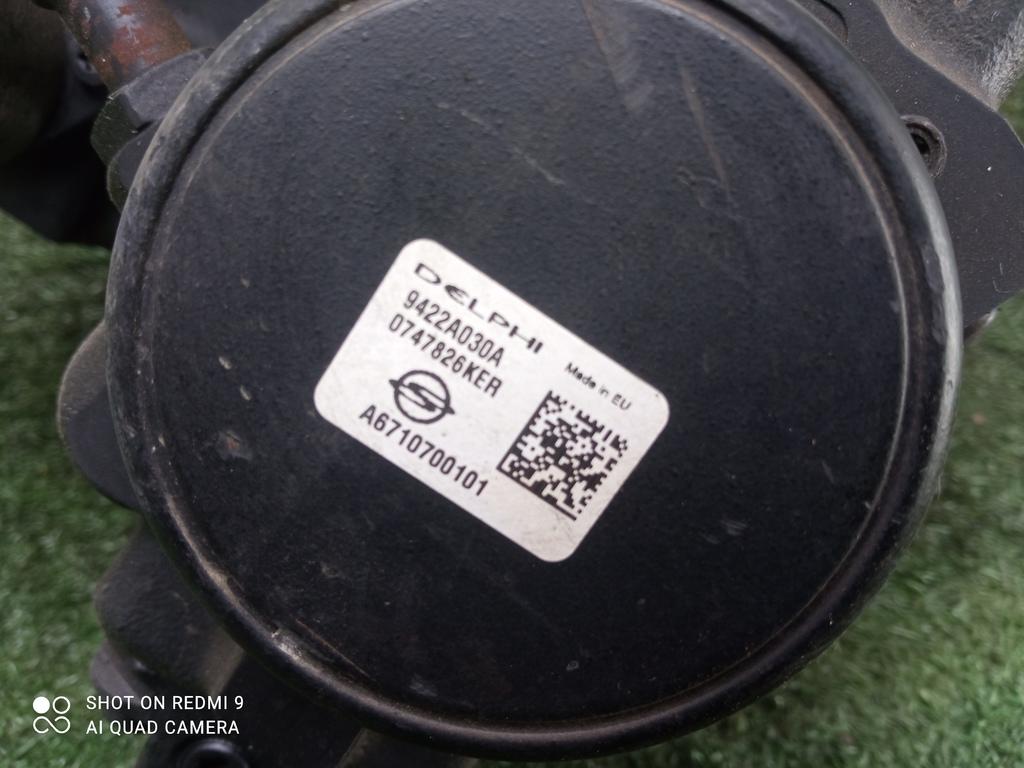 DELPHI
9422A030A
0747826KER
Made in EU
A6710700101
SHOT ON REDMI 9
AI QUAD CAMERA